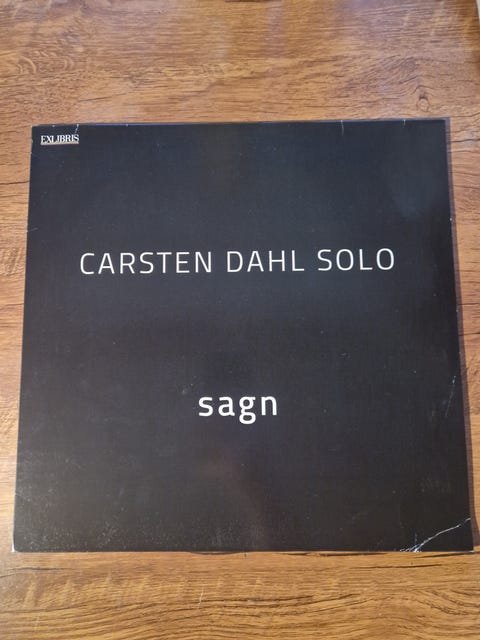 EXLIBRIS
CARSTEN DAHL SOLO
sagn